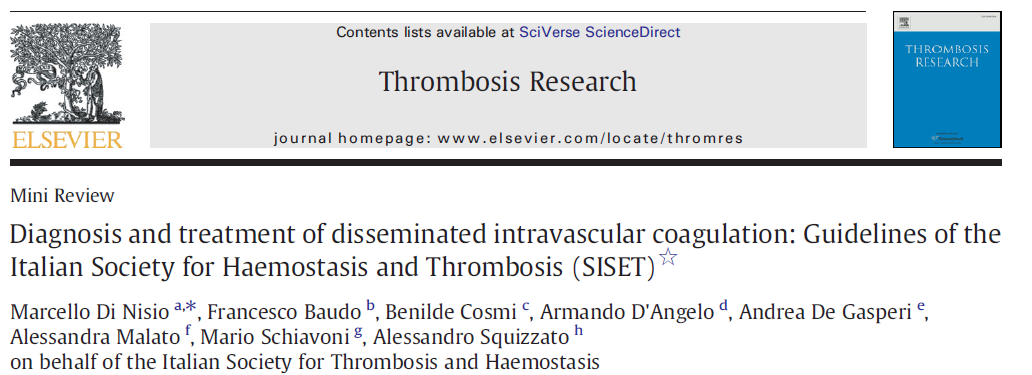 Contents lists available at SciVerse ScienceDirect
Thrombosis Research
journal homepage: www.elsevier.com/locate/thromres
ELSEVIER
THROMBOSIS
RESEARCH
Mini Review
Diagnosis and treatment of disseminated intravascular coagulation: Guidelines of the
Italian Society for Haemostasis and Thrombosis (SISET)☆
Marcello Di Nisio a,*, Francesco Baudo b, Benilde Cosmi c, Armando D'Angelo d, Andrea De Gasperi e,
Alessandra Malato f, Mario Schiavoni g, Alessandro Squizzato h
on behalf of the Italian Society for Thrombosis and Haemostasis